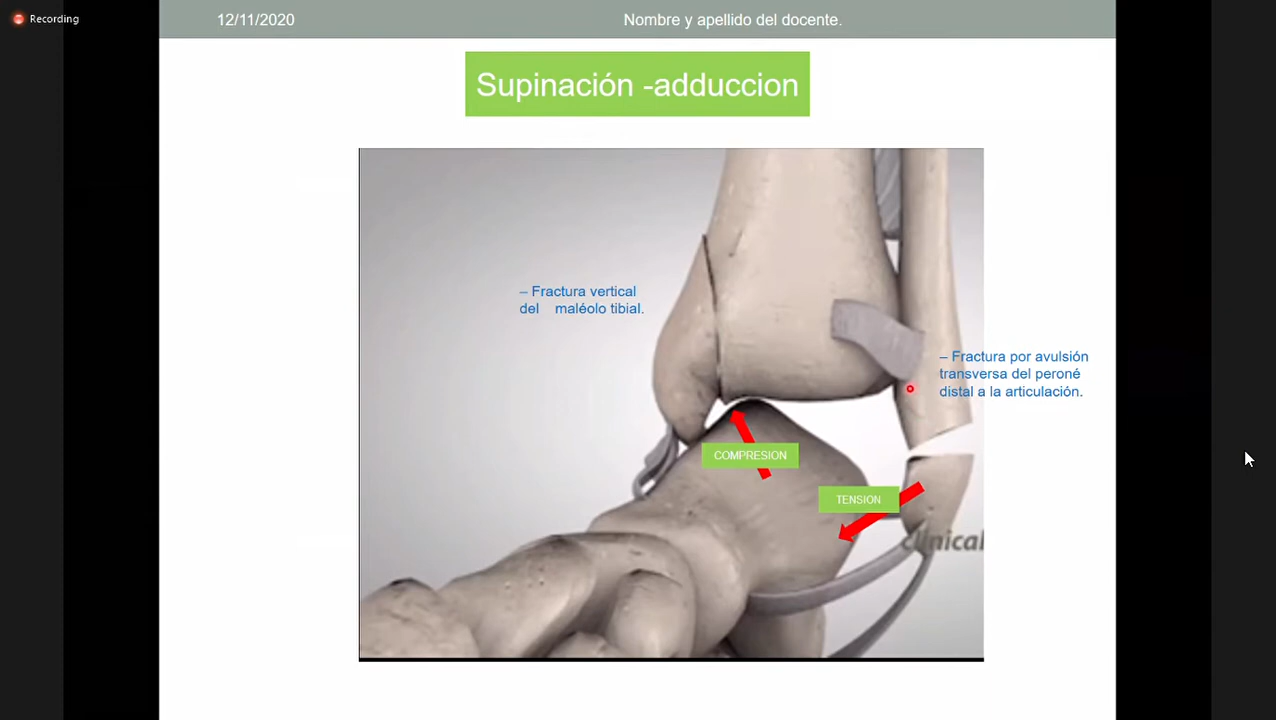 Recording
12/11/2020
Nombre y apellido del docente.
Supinación -adduccion
– Fractura vertical
del maléolo tibial.
– Fractura por avulsión
transversa del peroné
distal a la articulación.
COMPRESION
TENSION
clinical